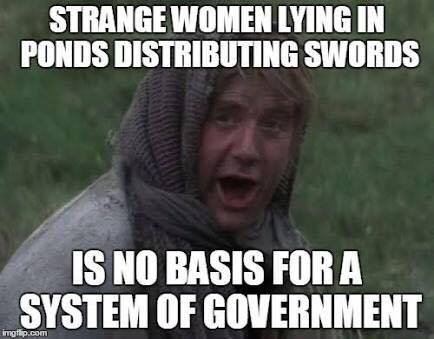 STRANGE WOMEN LYING IN
PONDS DISTRIBUTING SWORDS
IS NO BASIS FOR A
SYSTEM OF GOVERNMENT
imgflip.com